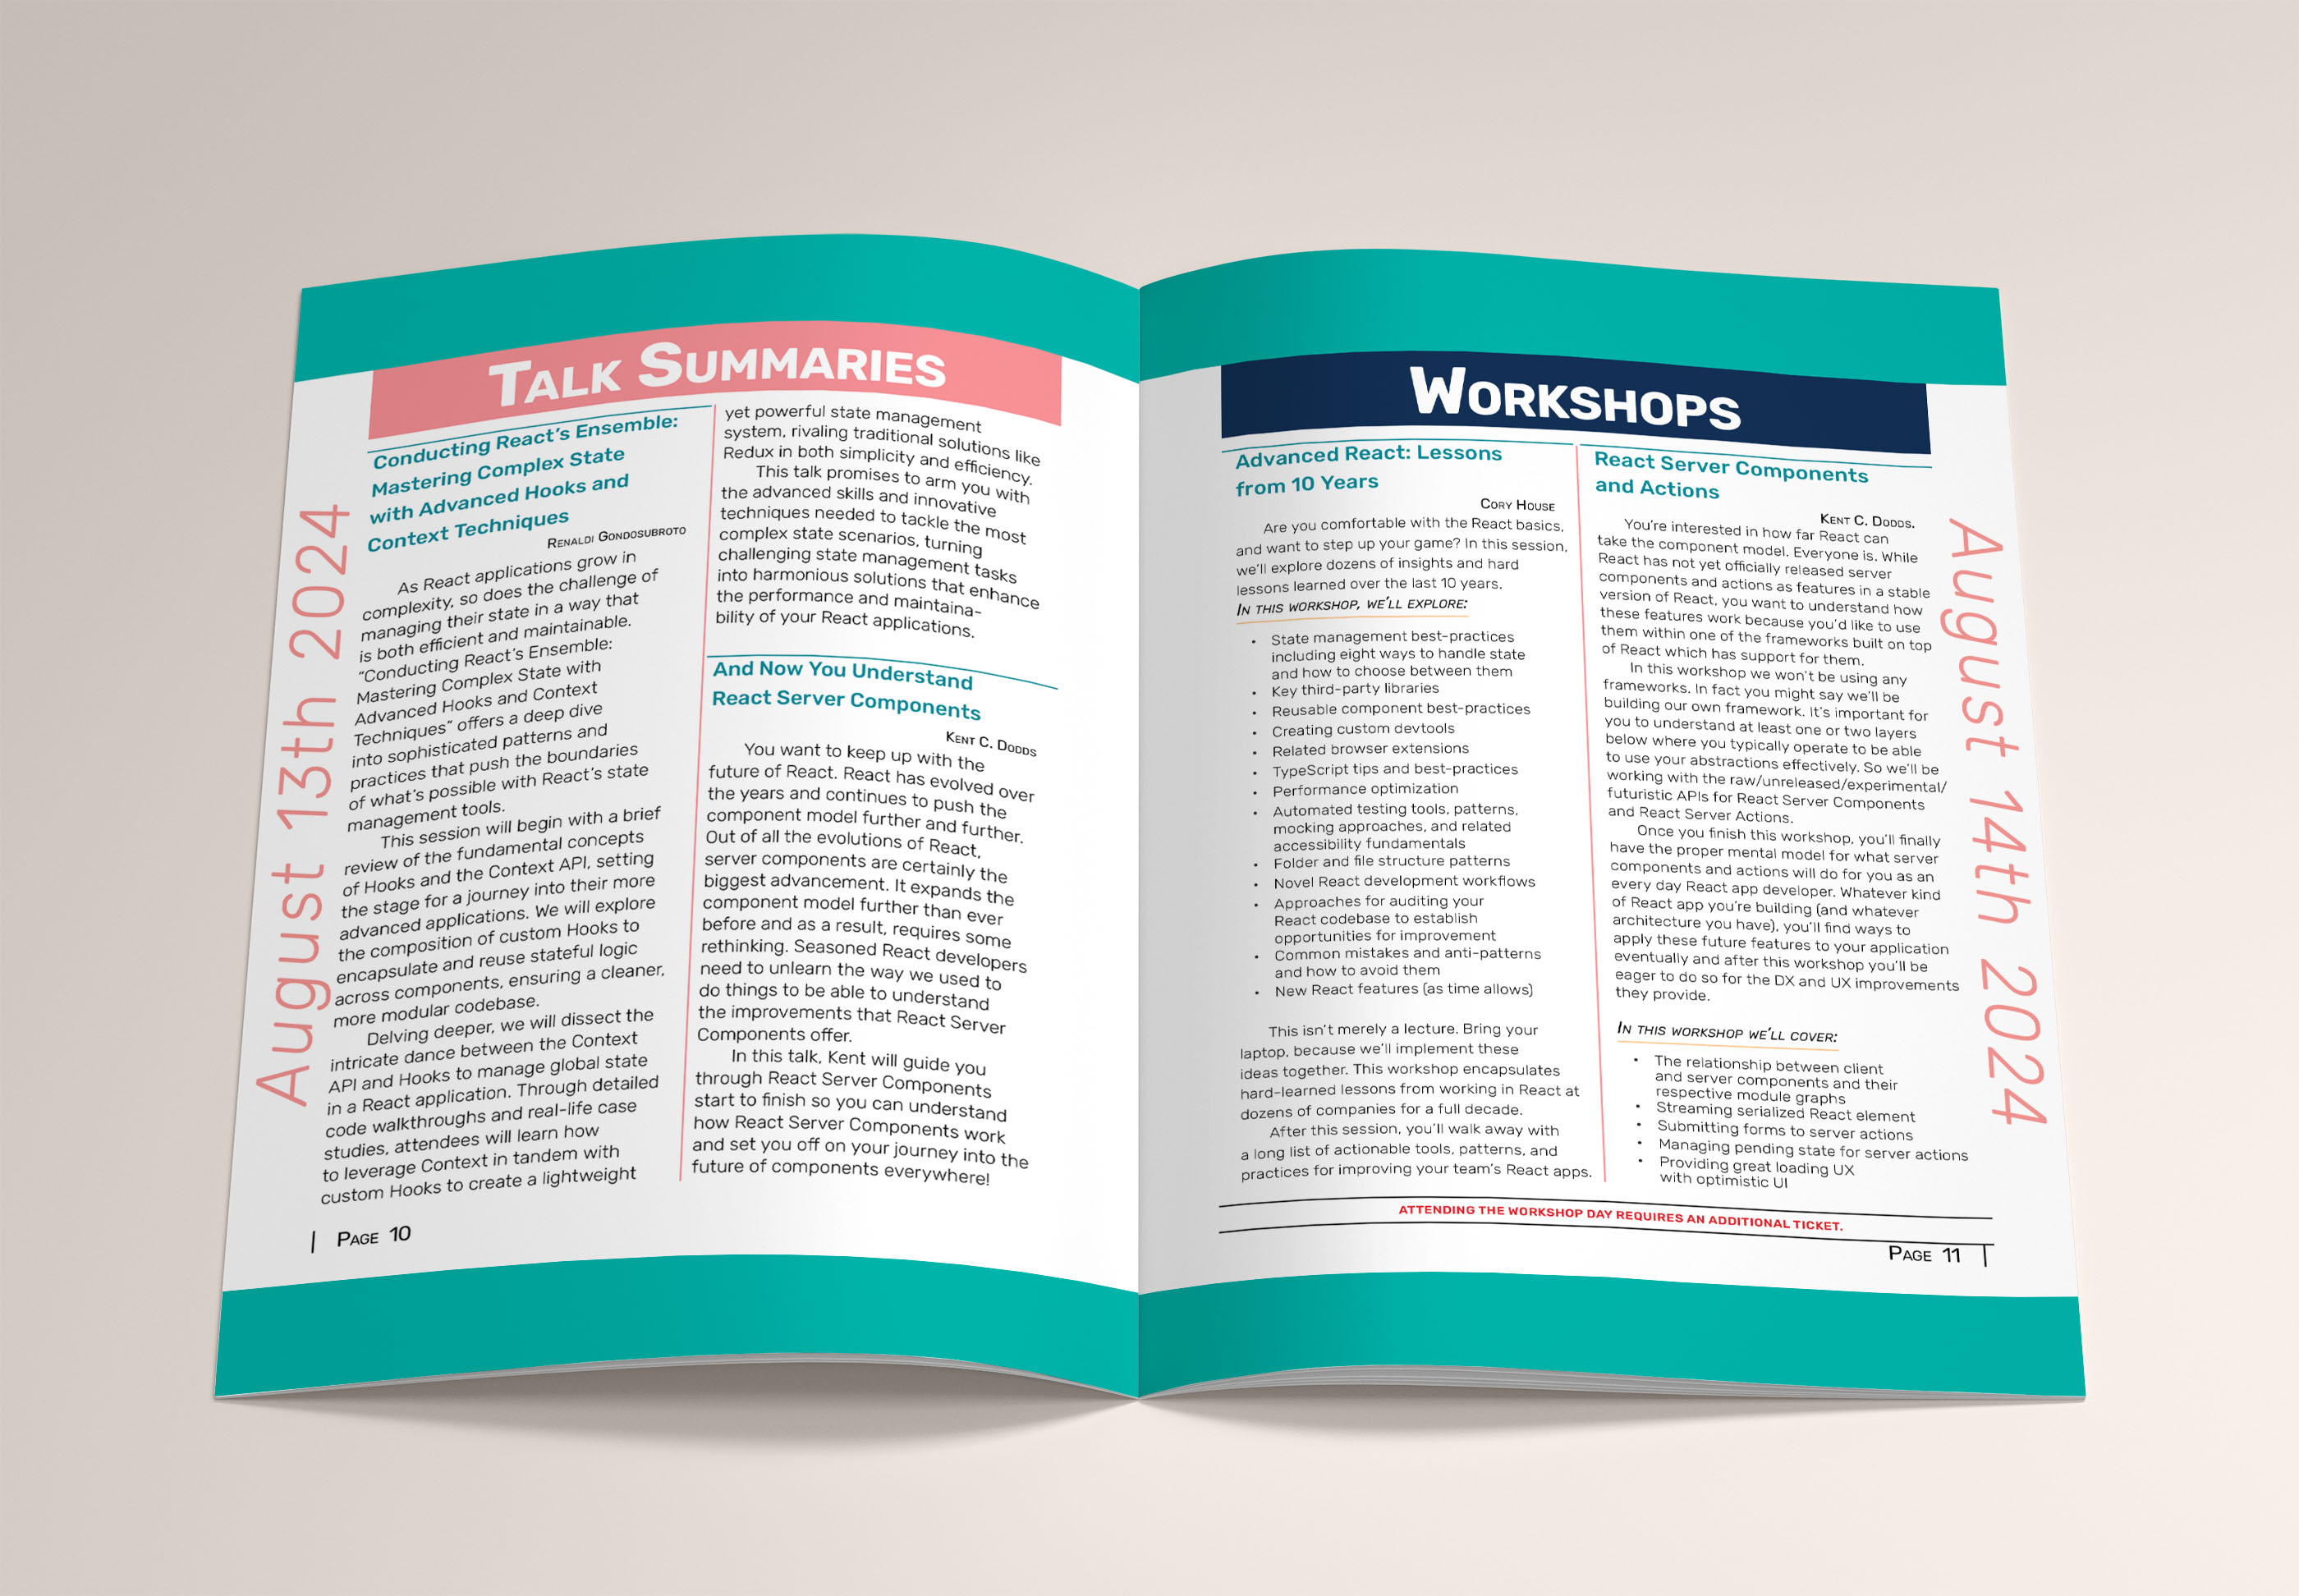 TALK SUMMARIES
August 13th 2024
Conducting React's Ensemble:
Mastering Complex State
with Advanced Hooks and
Context Techniques
RENALDI GONDOSUBROTO
As React applications grow in
complexity, so does the challenge of
managing their state in a way that
is both efficient and maintainable.
“Conducting React's Ensemble:
Mastering Complex State with
Advanced Hooks and Context
Techniques” offers a deep dive
into sophisticated patterns and
practices that push the boundaries
of what's possible with React's state
management tools.
This session will begin with a brief
review of the fundamental concepts
of Hooks and the Context API, setting
the stage for a journey into their more
advanced applications. We will explore
the composition of custom Hooks to
encapsulate and reuse stateful logic
across components, ensuring a cleaner,
more modular codebase.
Delving deeper, we will dissect the
intricate dance between the Context
API and Hooks to manage global state
in a React application. Through detailed
code walkthroughs and real-life case
studies, attendees will learn how
to leverage Context in tandem with
custom Hooks to create a lightweight
yet powerful state management
system, rivaling traditional solutions like
Redux in both simplicity and efficiency.
This talk promises to arm you with
the advanced skills and innovative
techniques needed to tackle the most
complex state scenarios, turning
challenging state management tasks
into harmonious solutions that enhance
the performance and maintaina-
bility of your React applications.
And Now You Understand
React Server Components
KENT C. DODDS
You want to keep up with the
future of React. React has evolved over
the years and continues to push the
component model further and further.
Out of all the evolutions of React,
server components are certainly the
biggest advancement. It expands the
component model further than ever
before and as a result, requires some
rethinking. Seasoned React developers
need to unlearn the way we used to
do things to be able to understand
the improvements that React Server
Components offer.
In this talk, Kent will guide you
through React Server Components
start to finish so you can understand
how React Server Components work
and set you off on your journey into the
future of components everywhere!
PAGE 10
WORKSHOPS
Advanced React: Lessons
from 10 Years
CORY HOUSE
Are you comfortable with the React basics,
and want to step up your game? In this session,
we'll explore dozens of insights and hard
lessons learned over the last 10 years.
IN THIS WORKSHOP, WE'LL EXPLORE:
• State management best-practices
including eight ways to handle state
and how to choose between them
• Key third-party libraries
• Reusable component best-practices
• Creating custom devtools
• Related browser extensions
• TypeScript tips and best-practices
• Performance optimization
• Automated testing tools, patterns,
mocking approaches, and related
accessibility fundamentals
• Folder and file structure patterns
• Novel React development workflows
• Approaches for auditing your
React codebase to establish
opportunities for improvement
• Common mistakes and anti-patterns
and how to avoid them
• New React features (as time allows)
This isn't merely a lecture. Bring your
laptop, because we'll implement these
ideas together. This workshop encapsulates
hard-learned lessons from working in React at
dozens of companies for a full decade.
After this session, you'll walk away with
a long list of actionable tools, patterns, and
practices for improving your team's React apps.
React Server Components
and Actions
KENT C. DODDS.
You're interested in how far React can
take the component model. Everyone is. While
React has not yet officially released server
components and actions as features in a stable
version of React, you want to understand how
these features work because you'd like to use
them within one of the frameworks built on top
of React which has support for them.
In this workshop we won't be using any
frameworks. In fact you might say we'll be
building our own framework. It's important for
you to understand at least one or two layers
below where you typically operate to be able
to use your abstractions effectively. So we'll be
working with the raw/unreleased/experimental/
futuristic APIs for React Server Components
and React Server Actions.
Once you finish this workshop, you'll finally
have the proper mental model for what server
components and actions will do for you as an
every day React app developer. Whatever kind
of React app you're building (and whatever
architecture you have), you'll find ways to
apply these future features to your application
eventually and after this workshop you'll be
eager to do so for the DX and UX improvements
they provide.
IN THIS WORKSHOP WE'LL COVER:
• The relationship between client
and server components and their
respective module graphs
• Streaming serialized React element
• Submitting forms to server actions
• Managing pending state for server actions
• Providing great loading UX
with optimistic UI
August 14th 2024
ATTENDING THE WORKSHOP DAY REQUIRES AN ADDITIONAL TICKET.
PAGE 11